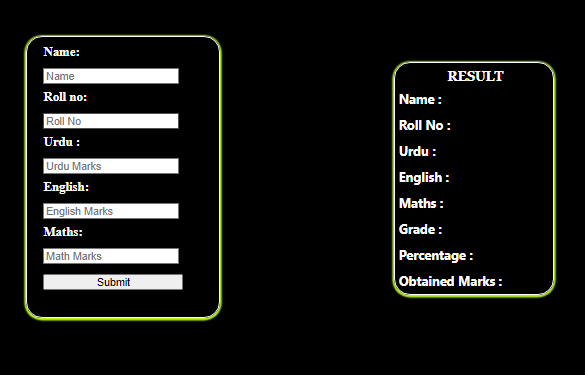 Name:
Name
Roll no:
Roll No
Urdu :
Urdu Marks
English:
English Marks
Maths:
Math Marks
Submit
RESULT
Name :
Roll No :
Urdu :
English :
Maths :
Grade :
Percentage :
Obtained Marks :